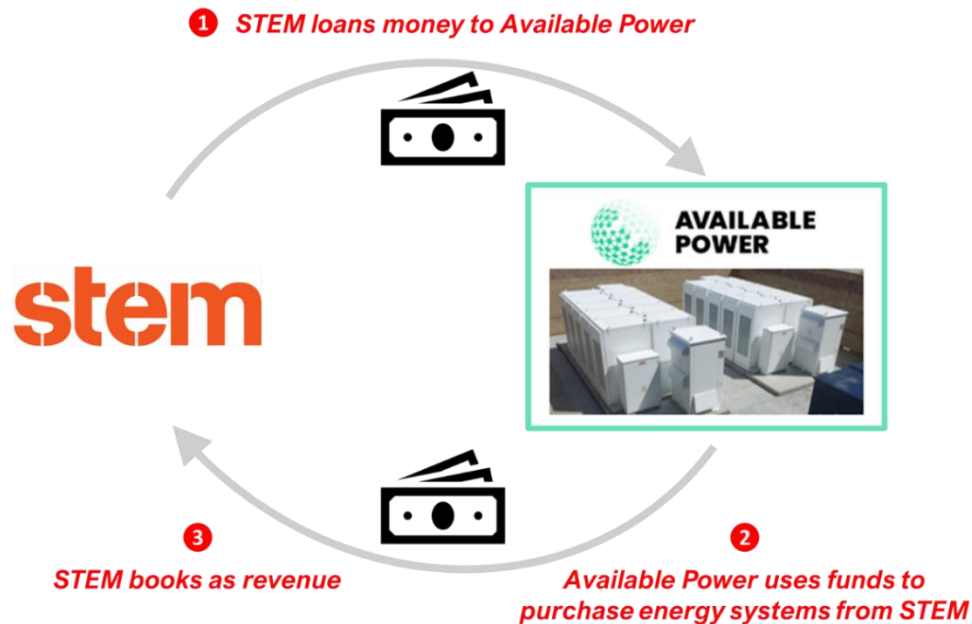 1 STEM loans money to Available Power
AVAILABLE
POWER
stem
3
STEM books as revenue
2
Available Power uses funds to
purchase energy systems from STEM